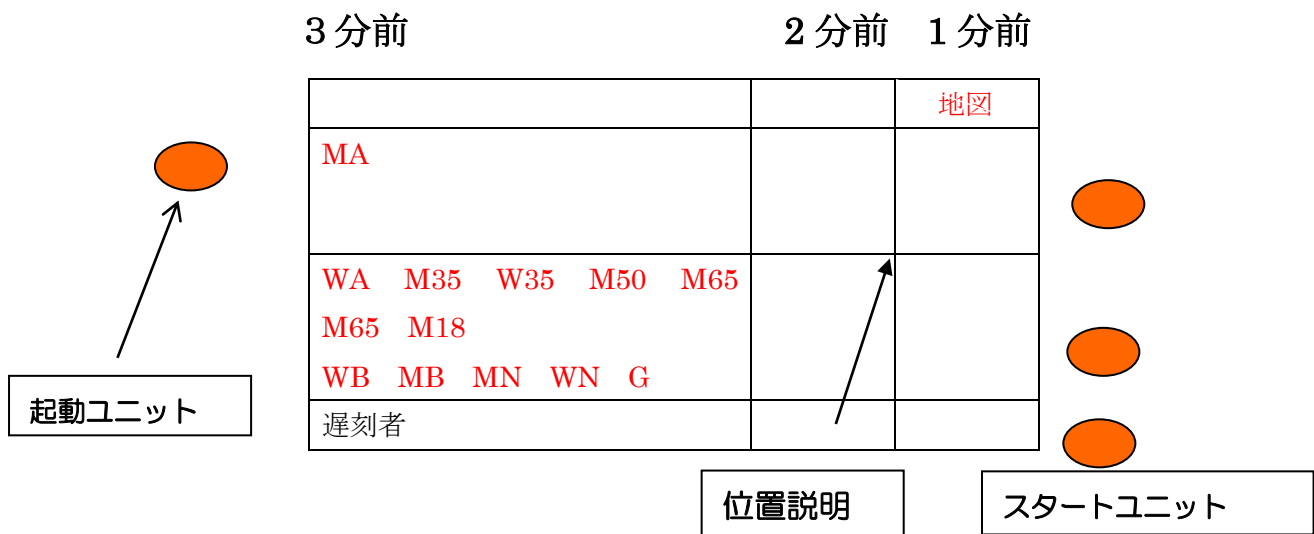 3分前 2分前 1分前
地図
MA
WA M35 W35 M50 M65
M65 M18
WB MB MN WN G
遅刻者
起動ユニット
位置説明
スタートユニット